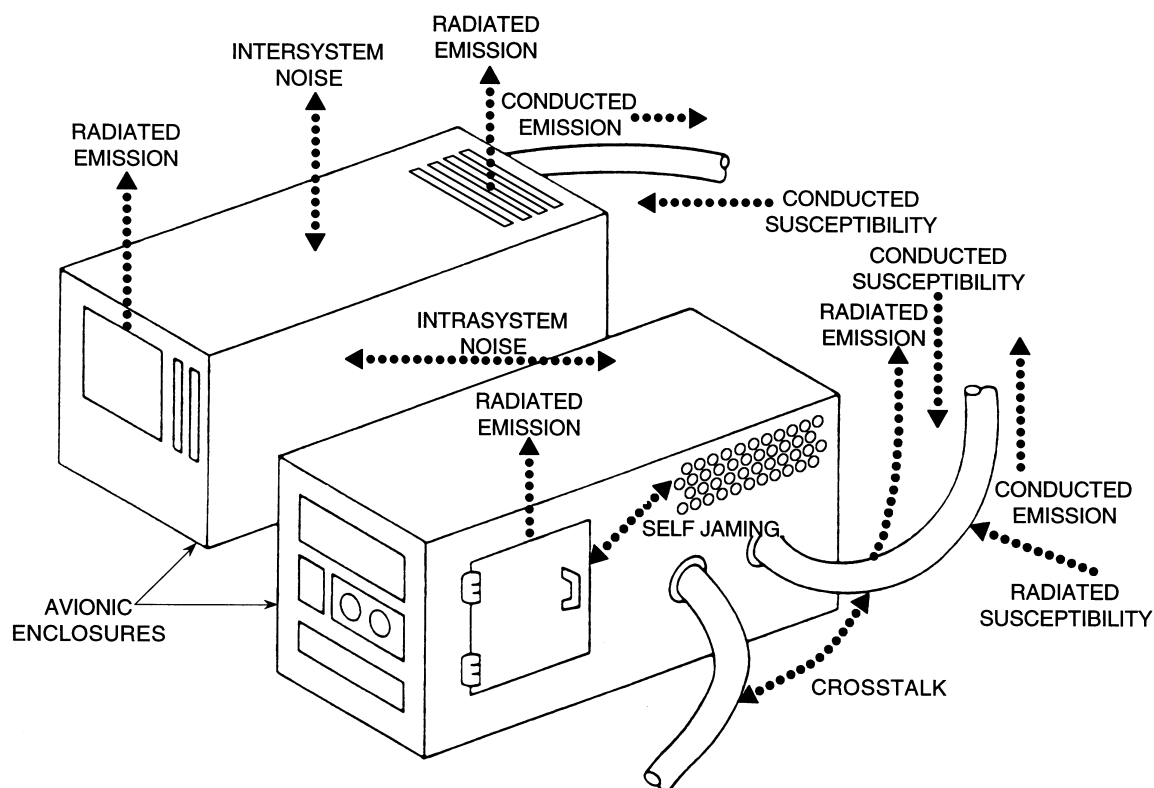 RADIATED
EMISSION
INTERSYSTEM
NOISE
CONDUCTED
EMISSION
RADIATED
EMISSION
CONDUCTED
SUSCEPTIBILITY
CONDUCTED
SUSCEPTIBILITY
RADIATED
EMISSION
INTRASYSTEM
NOISE
RADIATED
EMISSION
CONDUCTED
EMISSION
SELF JAMING
RADIATED
SUSCEPTIBILITY
AVIONIC
ENCLOSURES
CROSSTALK